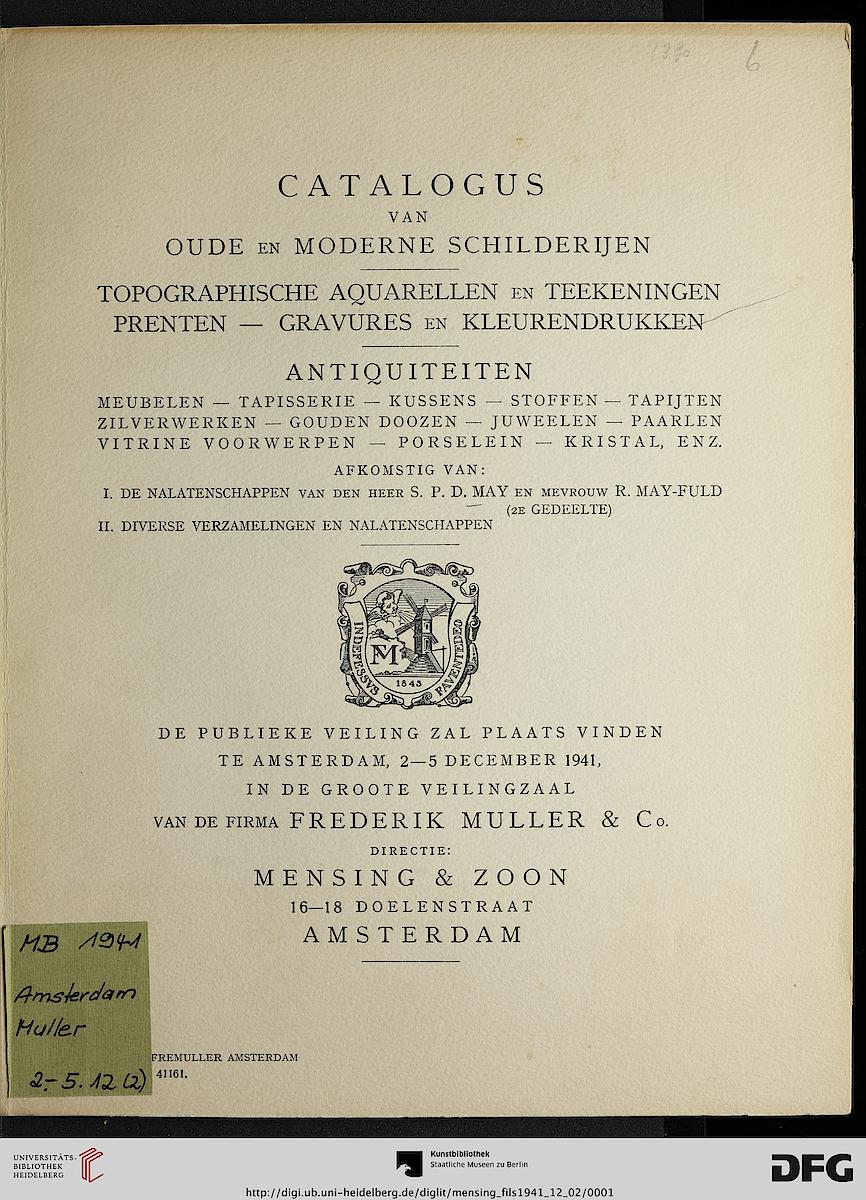 6
CATALOGUS
VAN
OUDE EN MODERNE SCHILDERIJEN
TOPOGRAPHISCHE AQUARELLEN EN TEEKENINGEN
PRENTEN — GRAVURES EN KLEURENDRUKKEN
ANTIQUITEITEN
MEUBELEN — TAPISSERIE — KUSSENS — STOFFEN — TAPIJTEN
ZILVERWERKEN — GOUDEN DOOZEN — JUWEELEN — PAARLEN
VITRINE VOORWERPEN — PORSELEIN — KRISTAL, ENZ.
AFKOMSTIG VAN:
I. DE NALATENSCHAPPEN VAN DEN HEER S. P. D. MAY EN MEVROUW R. MAY-FULD
(2E GEDEELTE)
II. DIVERSE VERZAMELINGEN EN NALATENSCHAPPEN
INDEFESSVS FAVENTEDEO
M
1843
DE PUBLIEKE VEILING ZAL PLAATS VINDEN
TE AMSTERDAM, 2—5 DECEMBER 1941,
IN DE GROOTE VEILINGZAAL
VAN DE FIRMA FREDERIK MULLER & Co.
DIRECTIE:
MENSING & ZOON
16—18 DOELENSTRAAT
AMSTERDAM
MB 1941
Amsterdam
Muller
2.-5.12 (2)
FREMULLER AMSTERDAM
41161.
UNIVERSITÄTS-
BIBLIOTHEK
HEIDELBERG
Kunstbibliothek
Staatliche Museen zu Berlin
DFG
http://digi.ub.uni-heidelberg.de/diglit/mensing_fils1941_12_02/0001